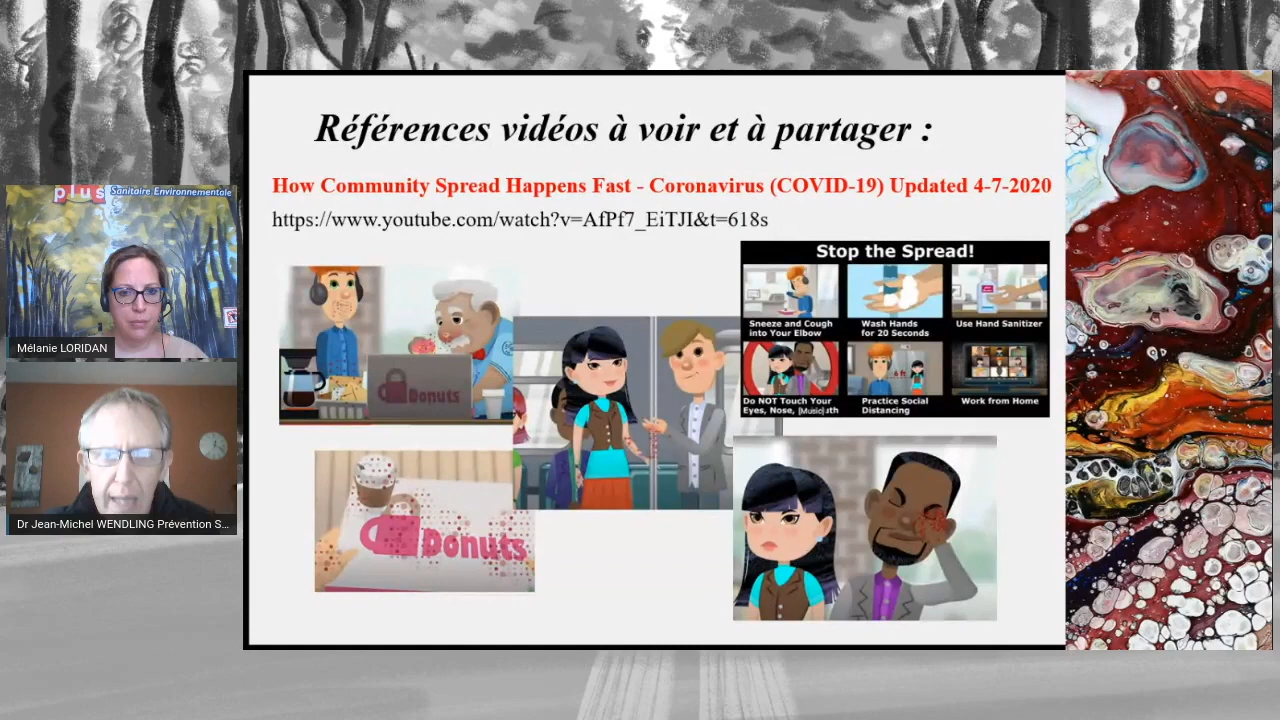 plus
Sanitaire Environnementale
Mélanie LORIDAN
Dr Jean-Michel WENDLING Prévention S...
Références vidéos à voir et à partager :
How Community Spread Happens Fast - Coronavirus (COVID-19) Updated 4-7-2020
https://www.youtube.com/watch?v=AfPf7_EiTJI&t=618s
Donuts
Donuts
Stop the Spread!
Sneeze and Cough
into Your Elbow
Wash Hands
for 20 Seconds
Use Hand Sanitizer
6 ft
Do NOT Touch Your
Eyes, Nose, [Music] uth
Practice Social
Distancing
Work from Home